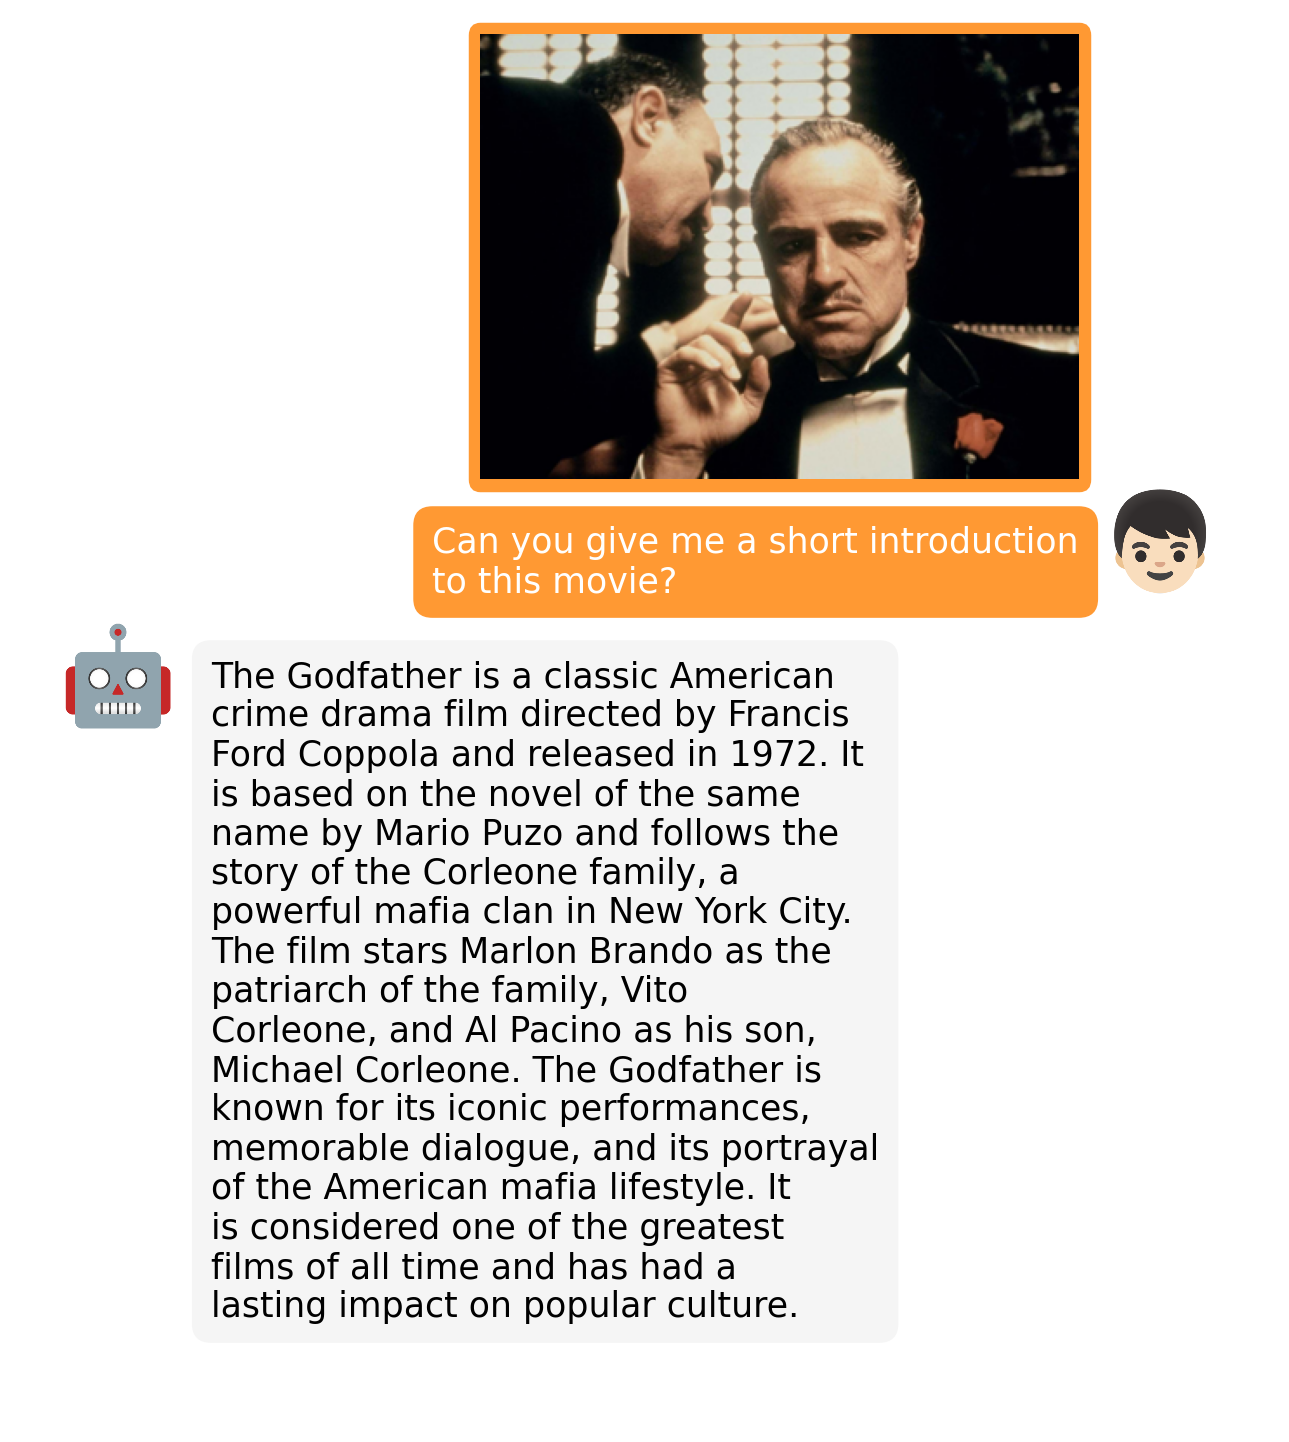 Can you give me a short introduction
to this movie?
The Godfather is a classic American
crime drama film directed by Francis
Ford Coppola and released in 1972. It
is based on the novel of the same
name by Mario Puzo and follows the
story of the Corleone family, a
powerful mafia clan in New York City.
The film stars Marlon Brando as the
patriarch of the family, Vito
Corleone, and Al Pacino as his son,
Michael Corleone. The Godfather is
known for its iconic performances,
memorable dialogue, and its portrayal
of the American mafia lifestyle. It
is considered one of the greatest
films of all time and has had a
lasting impact on popular culture.